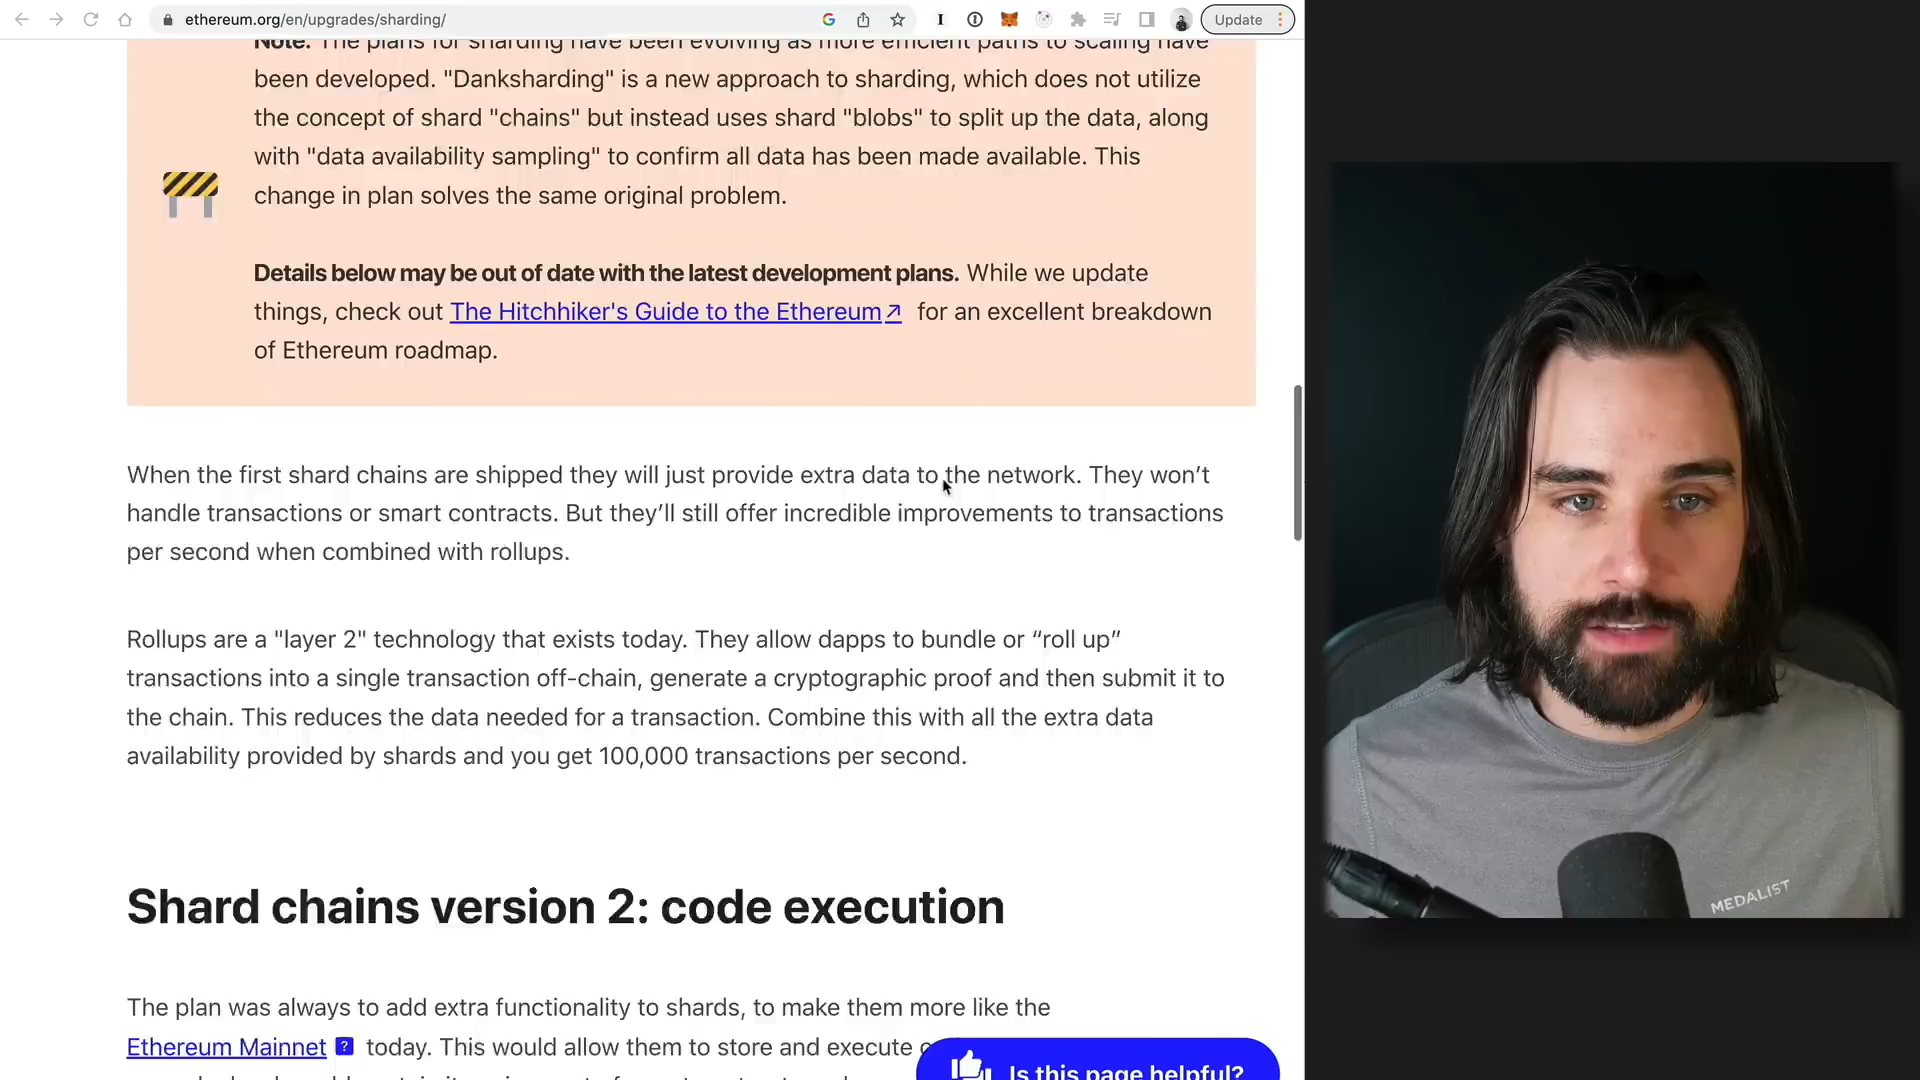 ethereum.org/en/upgrades/sharding/
Update
Note: The plans for sharding have been evolving as more efficient paths to scaling have
been developed. "Danksharding" is a new approach to sharding, which does not utilize
the concept of shard "chains" but instead uses shard "blobs" to split up the data, along
with "data availability sampling" to confirm all data has been made available. This
change in plan solves the same original problem.
Details below may be out of date with the latest development plans. While we update
things, check out The Hitchhiker's Guide to the Ethereum↗ for an excellent breakdown
of Ethereum roadmap.
When the first shard chains are shipped they will just provide extra data to the network. They won’t
handle transactions or smart contracts. But they’ll still offer incredible improvements to transactions
per second when combined with rollups.
Rollups are a "layer 2" technology that exists today. They allow dapps to bundle or “roll up”
transactions into a single transaction off-chain, generate a cryptographic proof and then submit it to
the chain. This reduces the data needed for a transaction. Combine this with all the extra data
availability provided by shards and you get 100,000 transactions per second.
Shard chains version 2: code execution
The plan was always to add extra functionality to shards, to make them more like the
Ethereum Mainnet ? today. This would allow them to store and execute
Is this page helpful?
MEDALIST